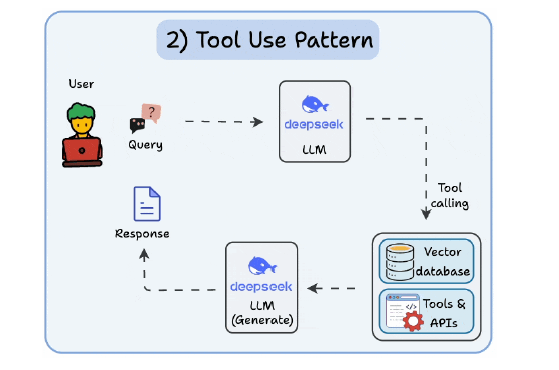 2) Tool Use Pattern
User
?
Query
deepseek
LLM
Tool
calling
Vector
database
</>
Tools &
APIs
deepseek
LLM
(Generate)
Response